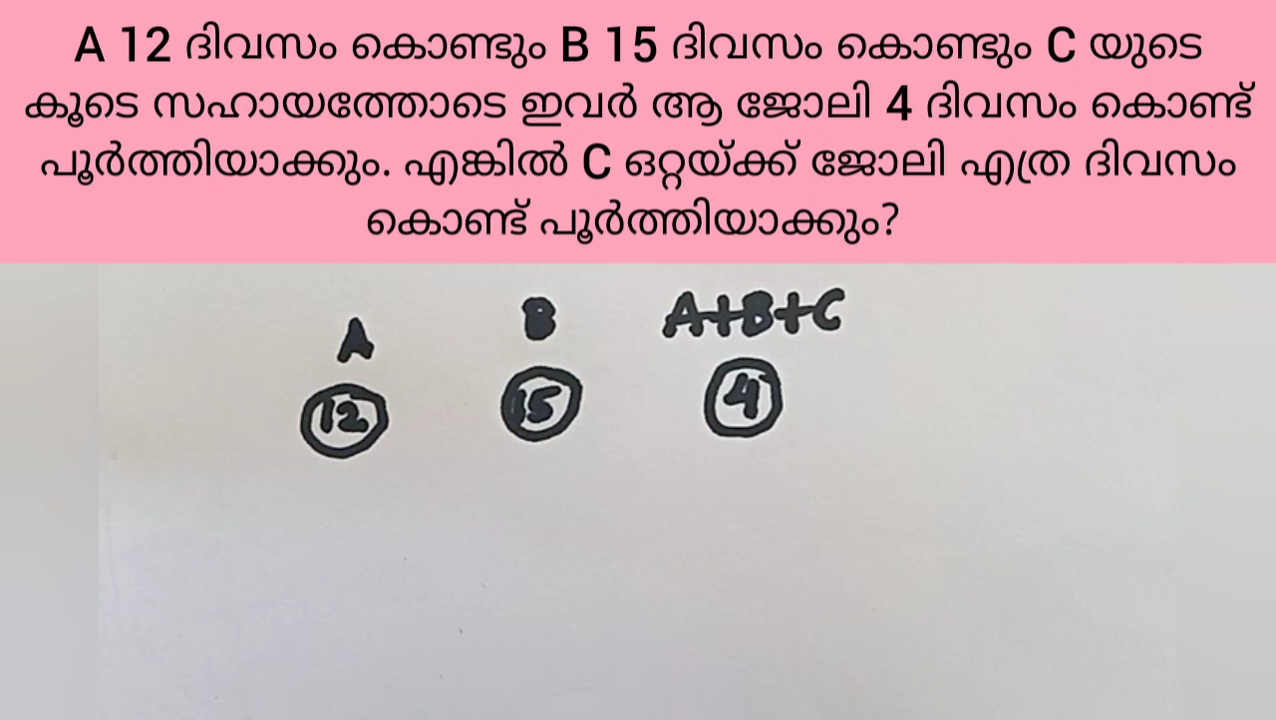 A 12 ദിവസം കൊണ്ടും B 15 ദിവസം കൊണ്ടും C യുടെ
കൂടെ സഹായത്തോടെ ഇവർ ആ ജോലി 4 ദിവസം കൊണ്ട്
പൂർത്തിയാക്കും. എങ്കിൽ C ഒറ്റയ്ക്ക് ജോലി എത്ര ദിവസം
കൊണ്ട് പൂർത്തിയാക്കും?
A B A+B+C
12 15 4